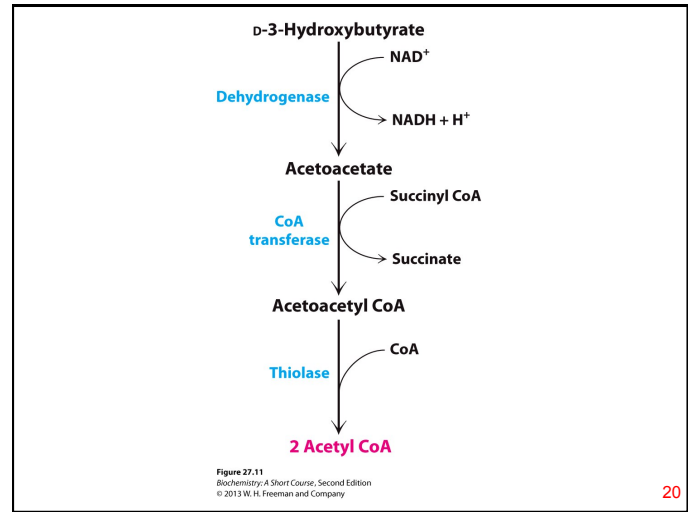 D-3-Hydroxybutyrate
NAD⁺
Dehydrogenase
NADH + H⁺
Acetoacetate
Succinyl CoA
CoA
transferase
Succinate
Acetoacetyl CoA
CoA
Thiolase
2 Acetyl CoA
Figure 27.11
Biochemistry: A Short Course, Second Edition
© 2013 W. H. Freeman and Company
20